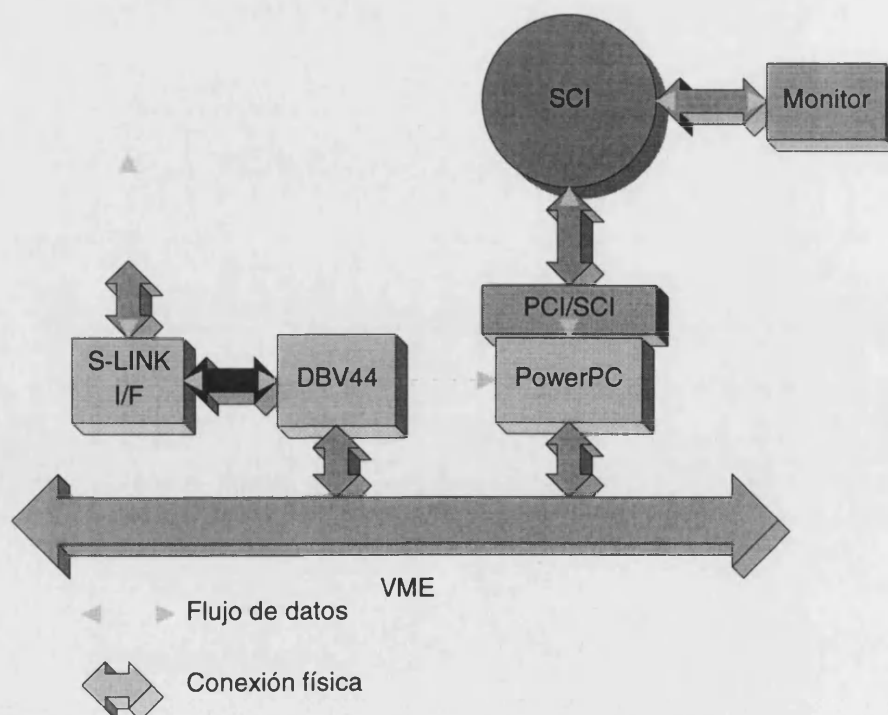 SCI
Monitor
PCI/SCI
S-LINK
I/F
DBV44
PowerPC
VME
Flujo de datos
Conexión física